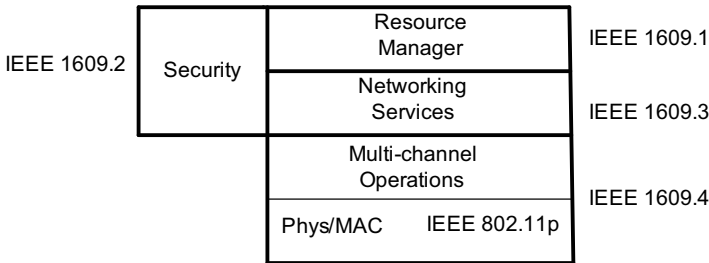 Resource
Manager
IEEE 1609.1
IEEE 1609.2
Security
Networking
Services
IEEE 1609.3
Multi-channel
Operations
IEEE 1609.4
Phys/MAC IEEE 802.11p